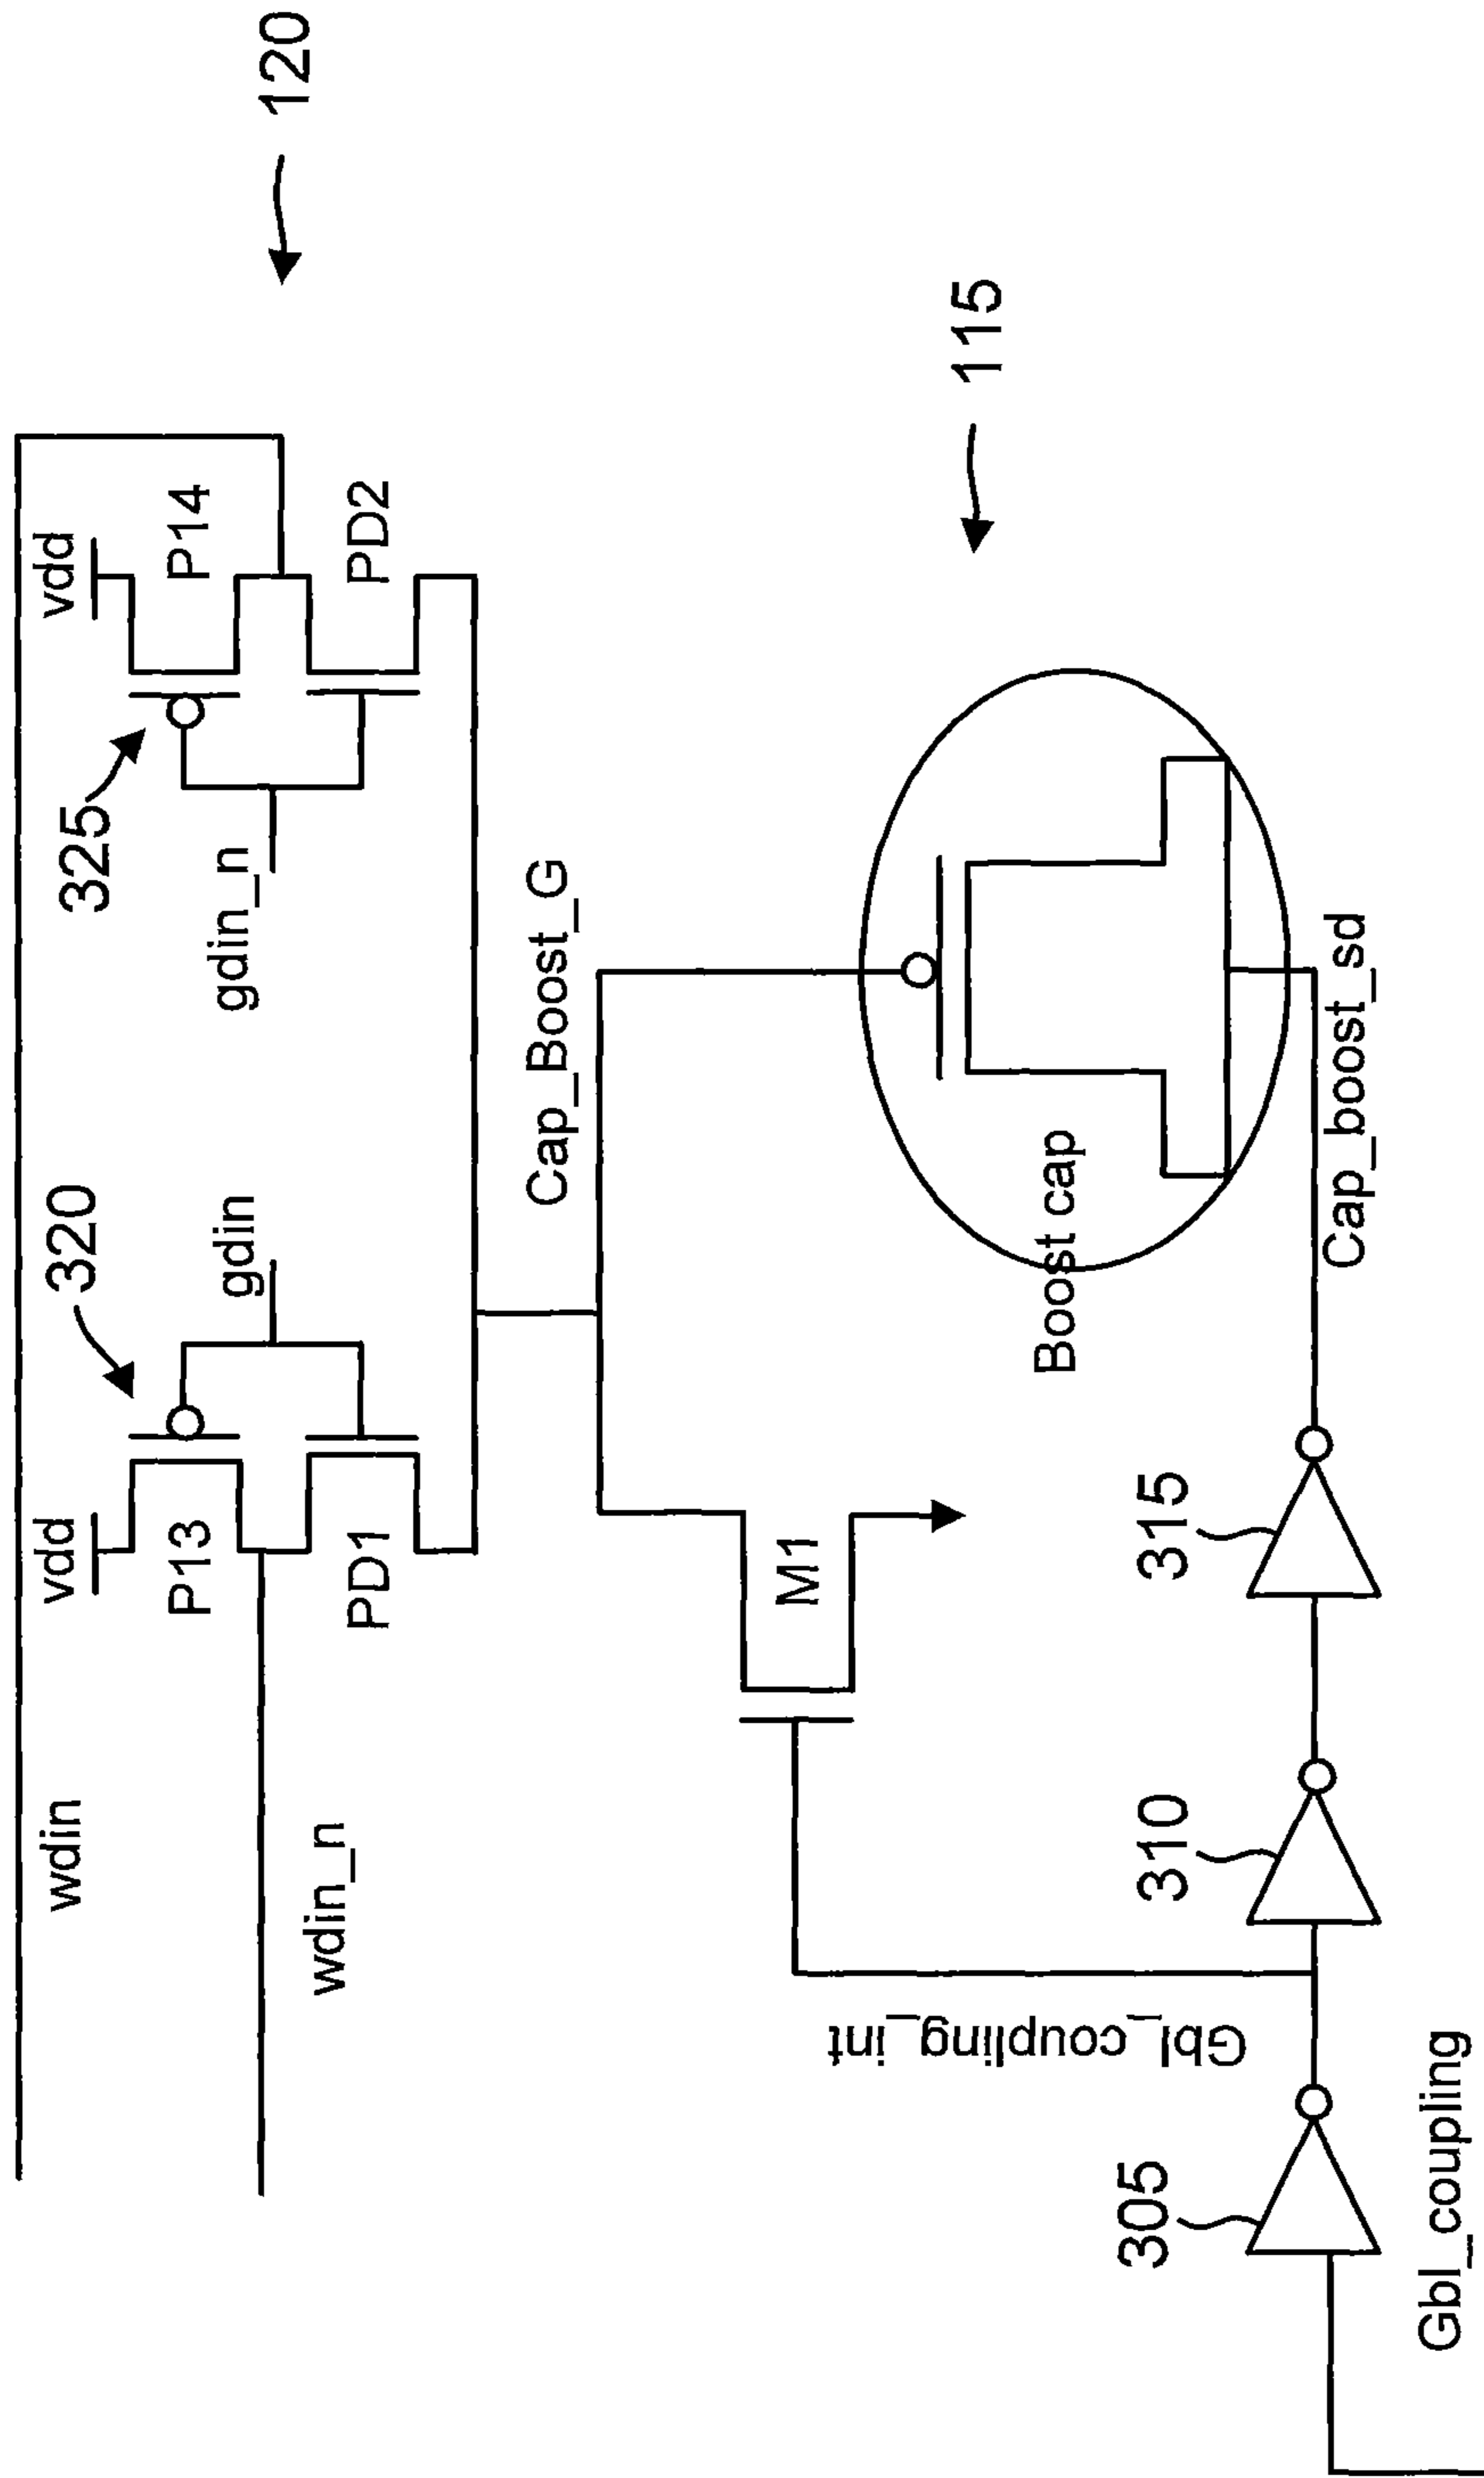 wdin
vdd
320
P13
gdin
wdin_n
PD1
325
vdd
P14
gdin_n
PD2
120
Cap_Boost_G
M1
115
Boost cap
Gbl_coupling_int
305
310
315
Cap_boost_sd
Gbl_coupling